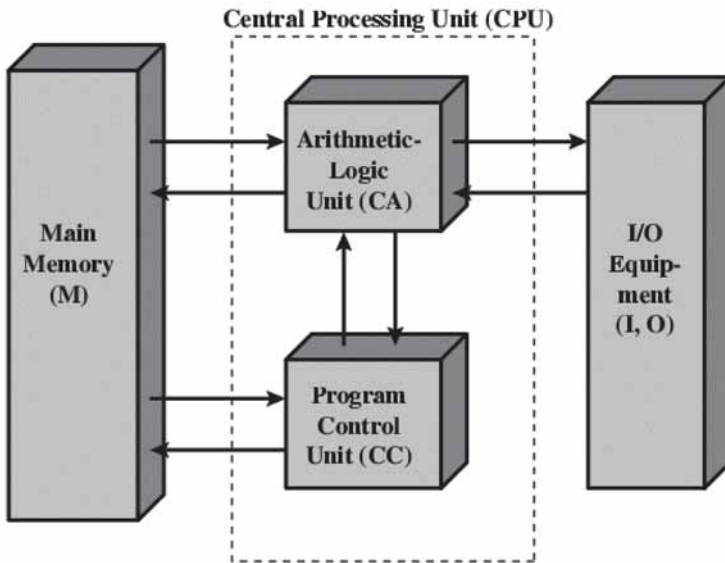 Central Processing Unit (CPU)
Main
Memory
(M)
Arithmetic-
Logic
Unit (CA)
Program
Control
Unit (CC)
I/O
Equip-
ment
(I, O)